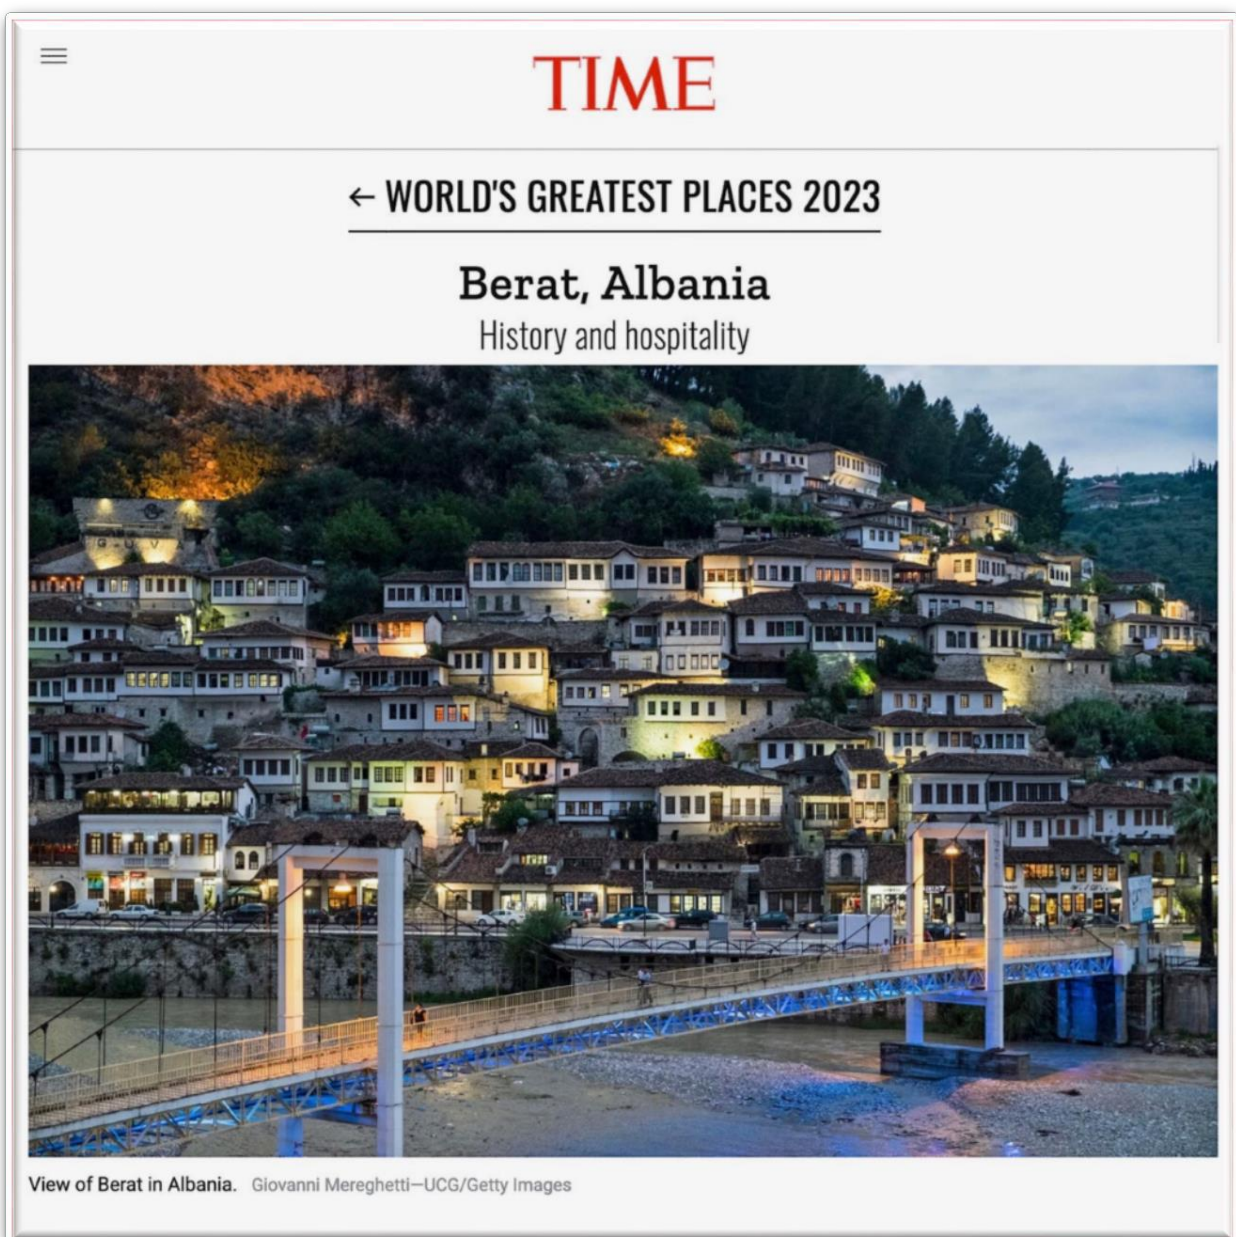 TIME
← WORLD'S GREATEST PLACES 2023
Berat, Albania
History and hospitality
View of Berat in Albania. Giovanni Mereghetti—UCG/Getty Images